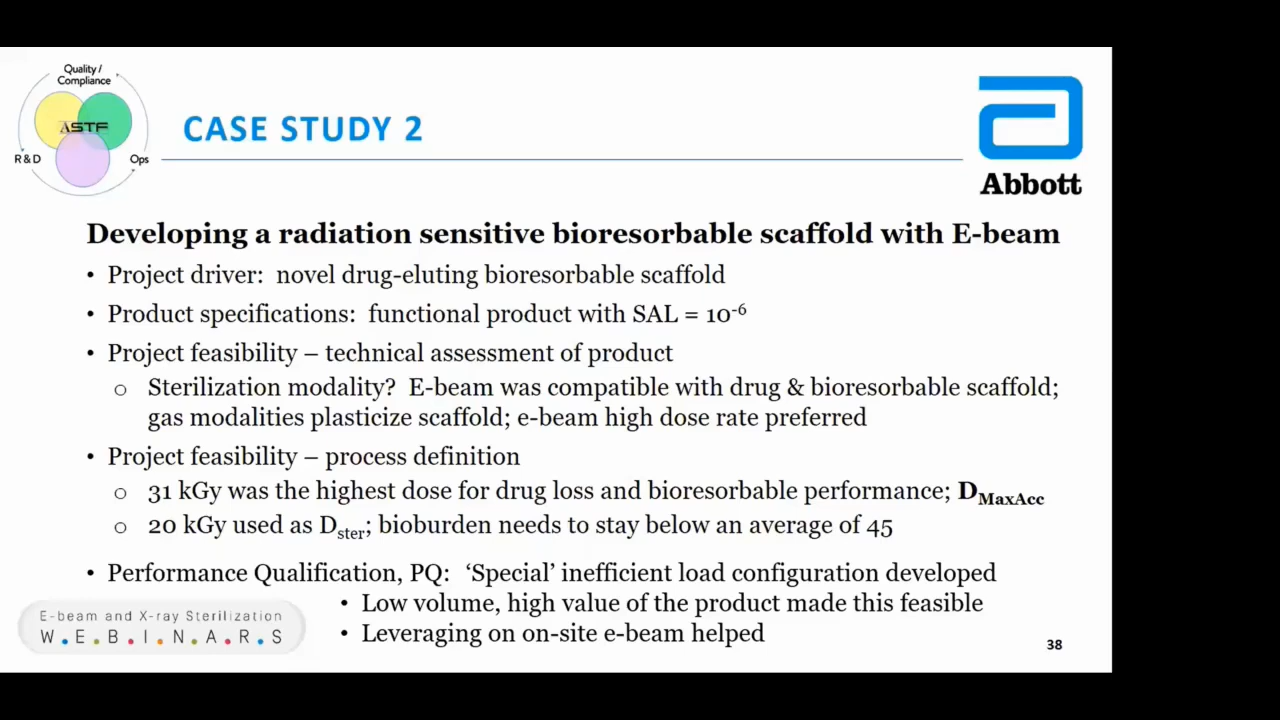 Quality /
Compliance
ASTF
R & D
Ops
CASE STUDY 2
Abbott
Developing a radiation sensitive bioresorbable scaffold with E-beam
• Project driver: novel drug-eluting bioresorbable scaffold
• Product specifications: functional product with SAL = 10⁻⁶
• Project feasibility – technical assessment of product
o Sterilization modality? E-beam was compatible with drug & bioresorbable scaffold;
gas modalities plasticize scaffold; e-beam high dose rate preferred
• Project feasibility – process definition
o 31 kGy was the highest dose for drug loss and bioresorbable performance; DMaxAcc
o 20 kGy used as Dster; bioburden needs to stay below an average of 45
• Performance Qualification, PQ: ‘Special’ inefficient load configuration developed
• Low volume, high value of the product made this feasible
• Leveraging on on-site e-beam helped
E-beam and X-ray Sterilization
W.E.B.I.N.A.R.S
38